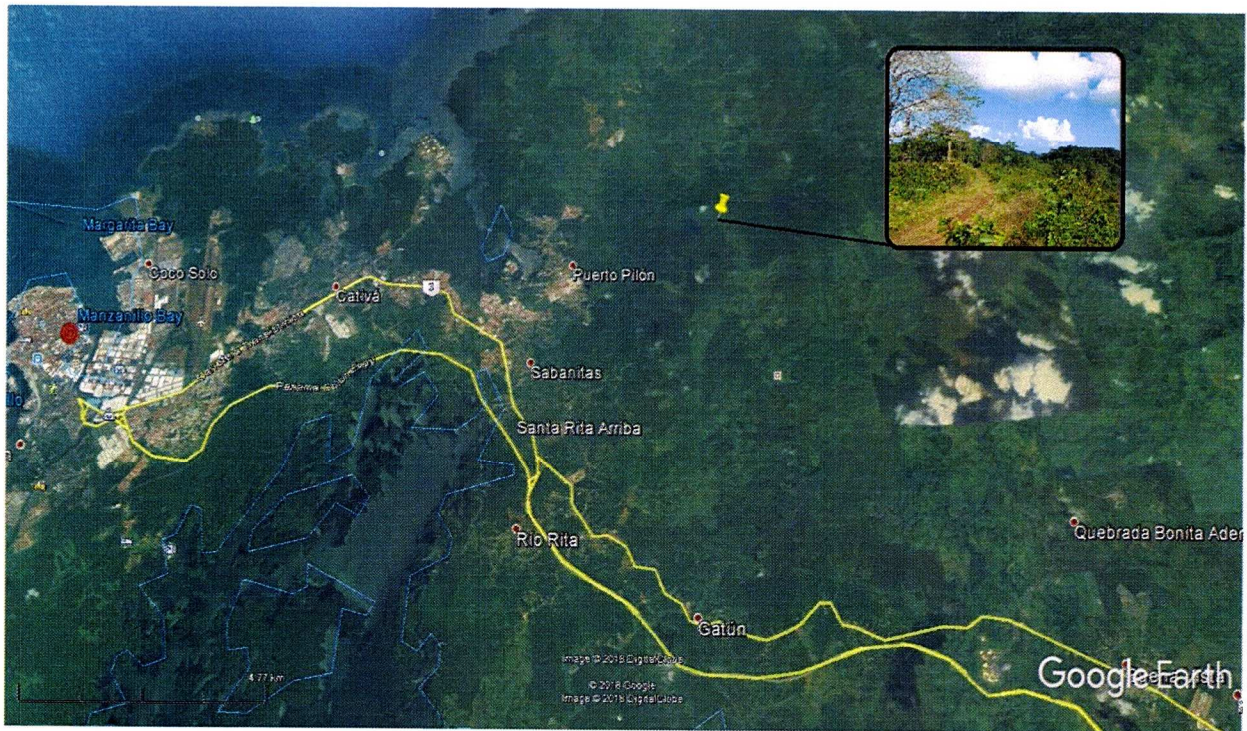 Margarita Bay
Coco Solo
Puerto Pilón
Cativá
3
Manzanillo Bay
Sabanitas
Santa Rita Arriba
Rio Rita
Quebrada Bonita Aden
Gatún
Image © 2018 DigitalGlobe
© 2018 Google
Image © 2018 DigitalGlobe
4.77 km
Google Earth